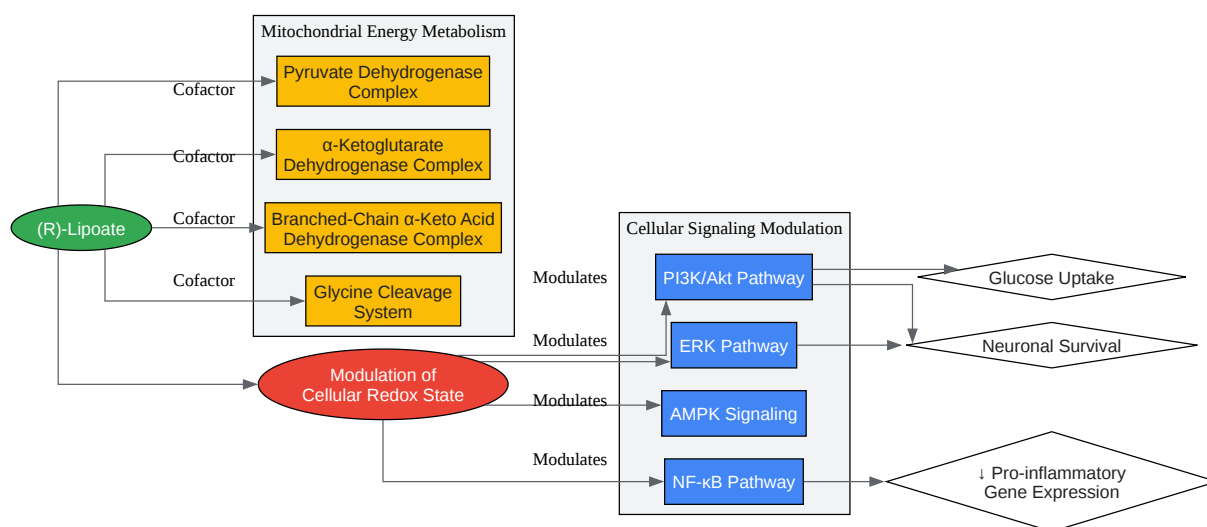 Mitochondrial Energy Metabolism
Pyruvate Dehydrogenase
Complex
Cofactor
α-Ketoglutarate
Dehydrogenase Complex
Cofactor
(R)-Lipoate
Cofactor
Branched-Chain α-Keto Acid
Dehydrogenase Complex
Cofactor
Glycine Cleavage
System
Modulation of
Cellular Redox State
Cellular Signaling Modulation
Modulates
PI3K/Akt Pathway
Glucose Uptake
Modulates
ERK Pathway
Neuronal Survival
Modulates
AMPK Signaling
Modulates
NF-κB Pathway
↓ Pro-inflammatory
Gene Expression